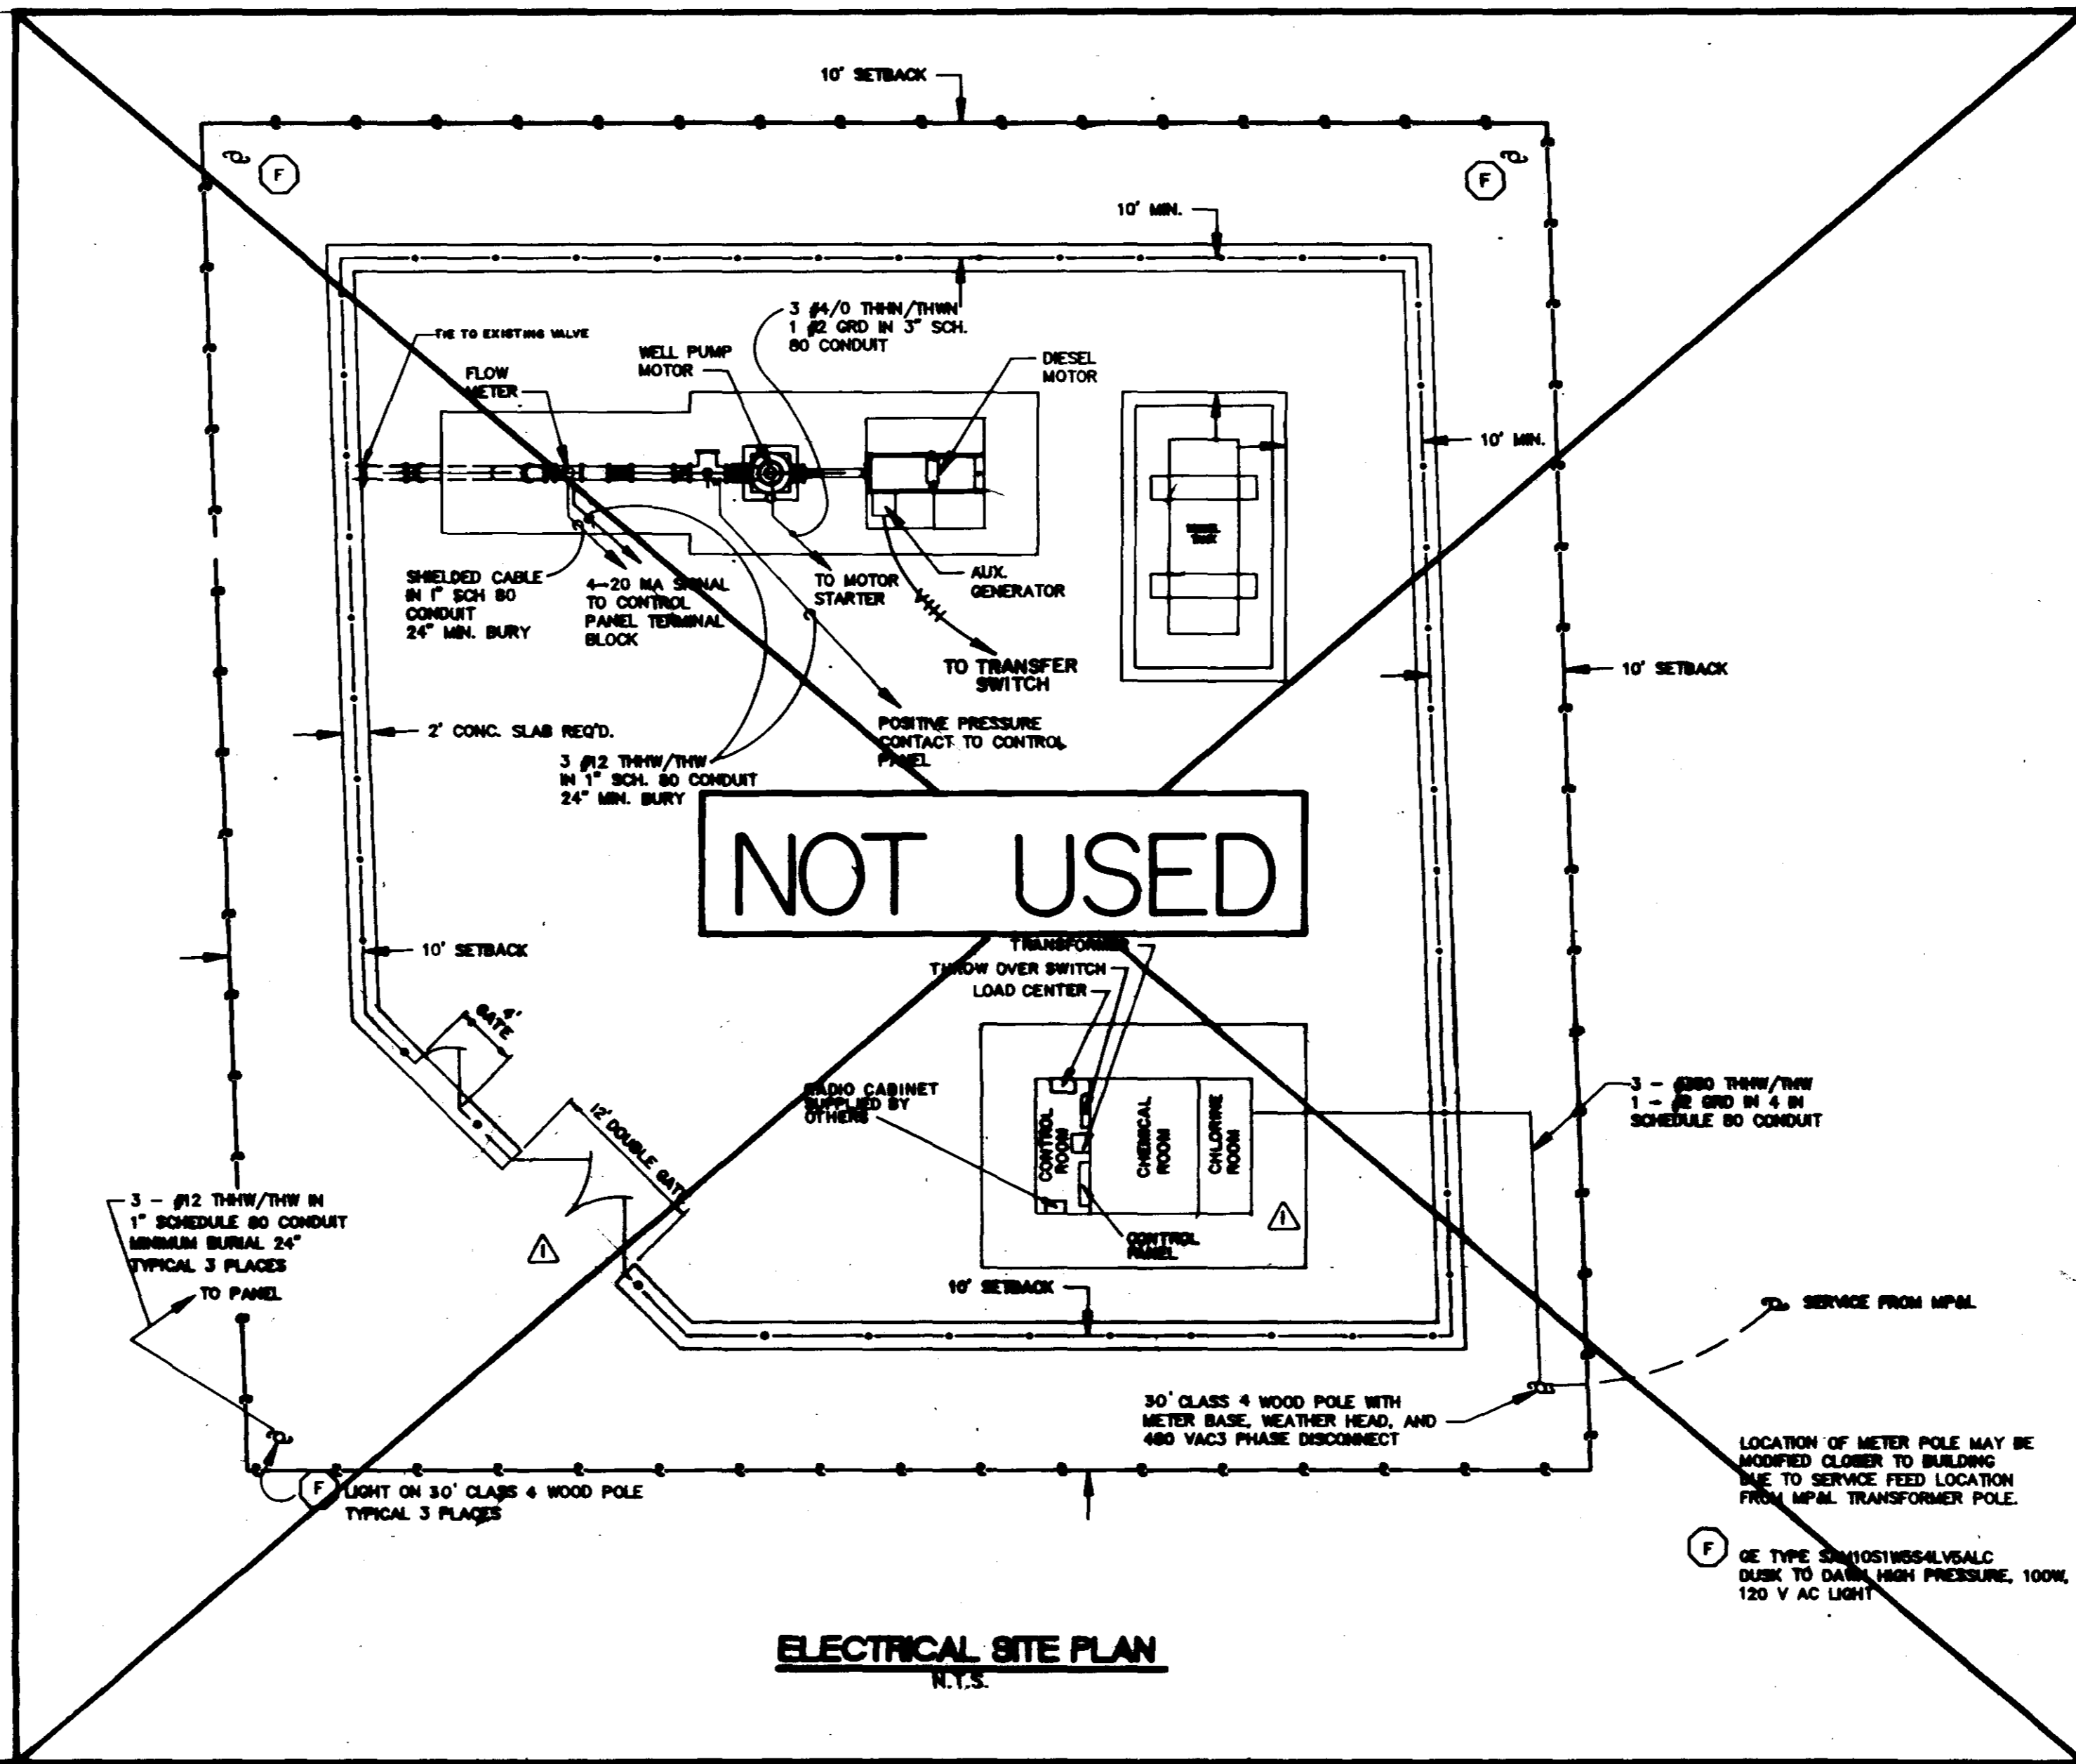 10' SETBACK
F
F
10' MIN.
3 #4/0 THHN/THWN
1 #2 GRD IN 3" SCH.
80 CONDUIT
TIE TO EXISTING VALVE
WELL PUMP
MOTOR
DIESEL
MOTOR
FLOW
METER
10' MIN.
TANK
SHIELDED CABLE
IN 1" SCH 80
CONDUIT
24" MIN. BURY
4-20 MA SIGNAL
TO CONTROL
PANEL TERMINAL
BLOCK
TO MOTOR
STARTER
AUX.
GENERATOR
TO TRANSFER
SWITCH
10' SETBACK
POSITIVE PRESSURE
CONTACT TO CONTROL
PANEL
2' CONC. SLAB REQ'D.
3 #12 THHW/THW
IN 1" SCH. 80 CONDUIT
24" MIN. BURY
NOT USED
10' SETBACK
TRANSFORMER
THROW OVER SWITCH
LOAD CENTER
4'
GATE
12' DOUBLE GATE
RADIO CABINET
SUPPLIED BY
OTHERS
CONTROL
ROOM
CHEMICAL
ROOM
CHLORINE
ROOM
3 - #350 THHW/THW
1 - #2 GRD IN 4 IN
SCHEDULE 80 CONDUIT
3 - #12 THHW/THW IN
1" SCHEDULE 80 CONDUIT
MINIMUM BURIAL 24"
TYPICAL 3 PLACES
TO PANEL
1
1
CONTROL
PANEL
10' SETBACK
SERVICE FROM MP&L
30' CLASS 4 WOOD POLE WITH
METER BASE, WEATHER HEAD, AND
480 VAC3 PHASE DISCONNECT
LOCATION OF METER POLE MAY BE
MODIFIED CLOSER TO BUILDING
DUE TO SERVICE FEED LOCATION
FROM MP&L TRANSFORMER POLE.
F
LIGHT ON 30' CLASS 4 WOOD POLE
TYPICAL 3 PLACES
F
GE TYPE SAM10S1W5S4LV5ALC
DUSK TO DAWN HIGH PRESSURE, 100W,
120 V AC LIGHT
ELECTRICAL SITE PLAN
N.T.S.